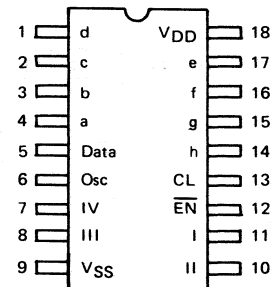 1 d VDD 18
2 c e 17
3 b f 16
4 a g 15
5 Data h 14
6 Osc CL 13
7 IV E̅N̅ 12
8 III I 11
9 VSS II 10